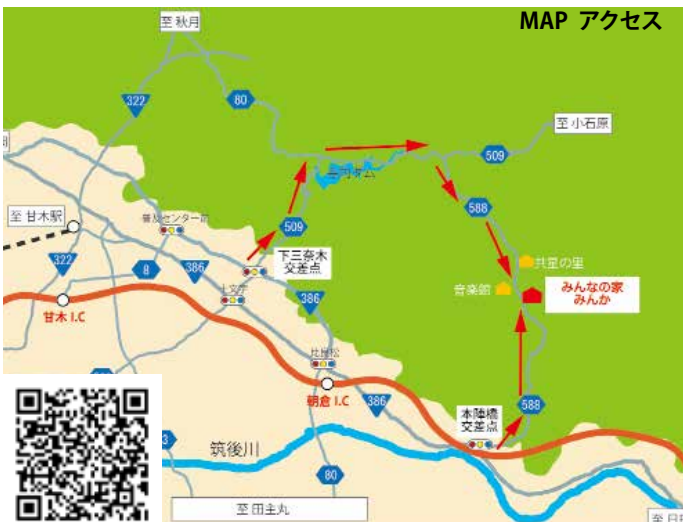 MAP アクセス
至 秋月
322
80
至 小石原
509
588
509
至 甘木駅
下三奈木
交差点
322
8
386
386
共星の里
音楽館
みんなの家
みんか
甘木 I.C
朝倉 I.C
386
本陣橋
交差点
588
筑後川
3
80
至 田主丸